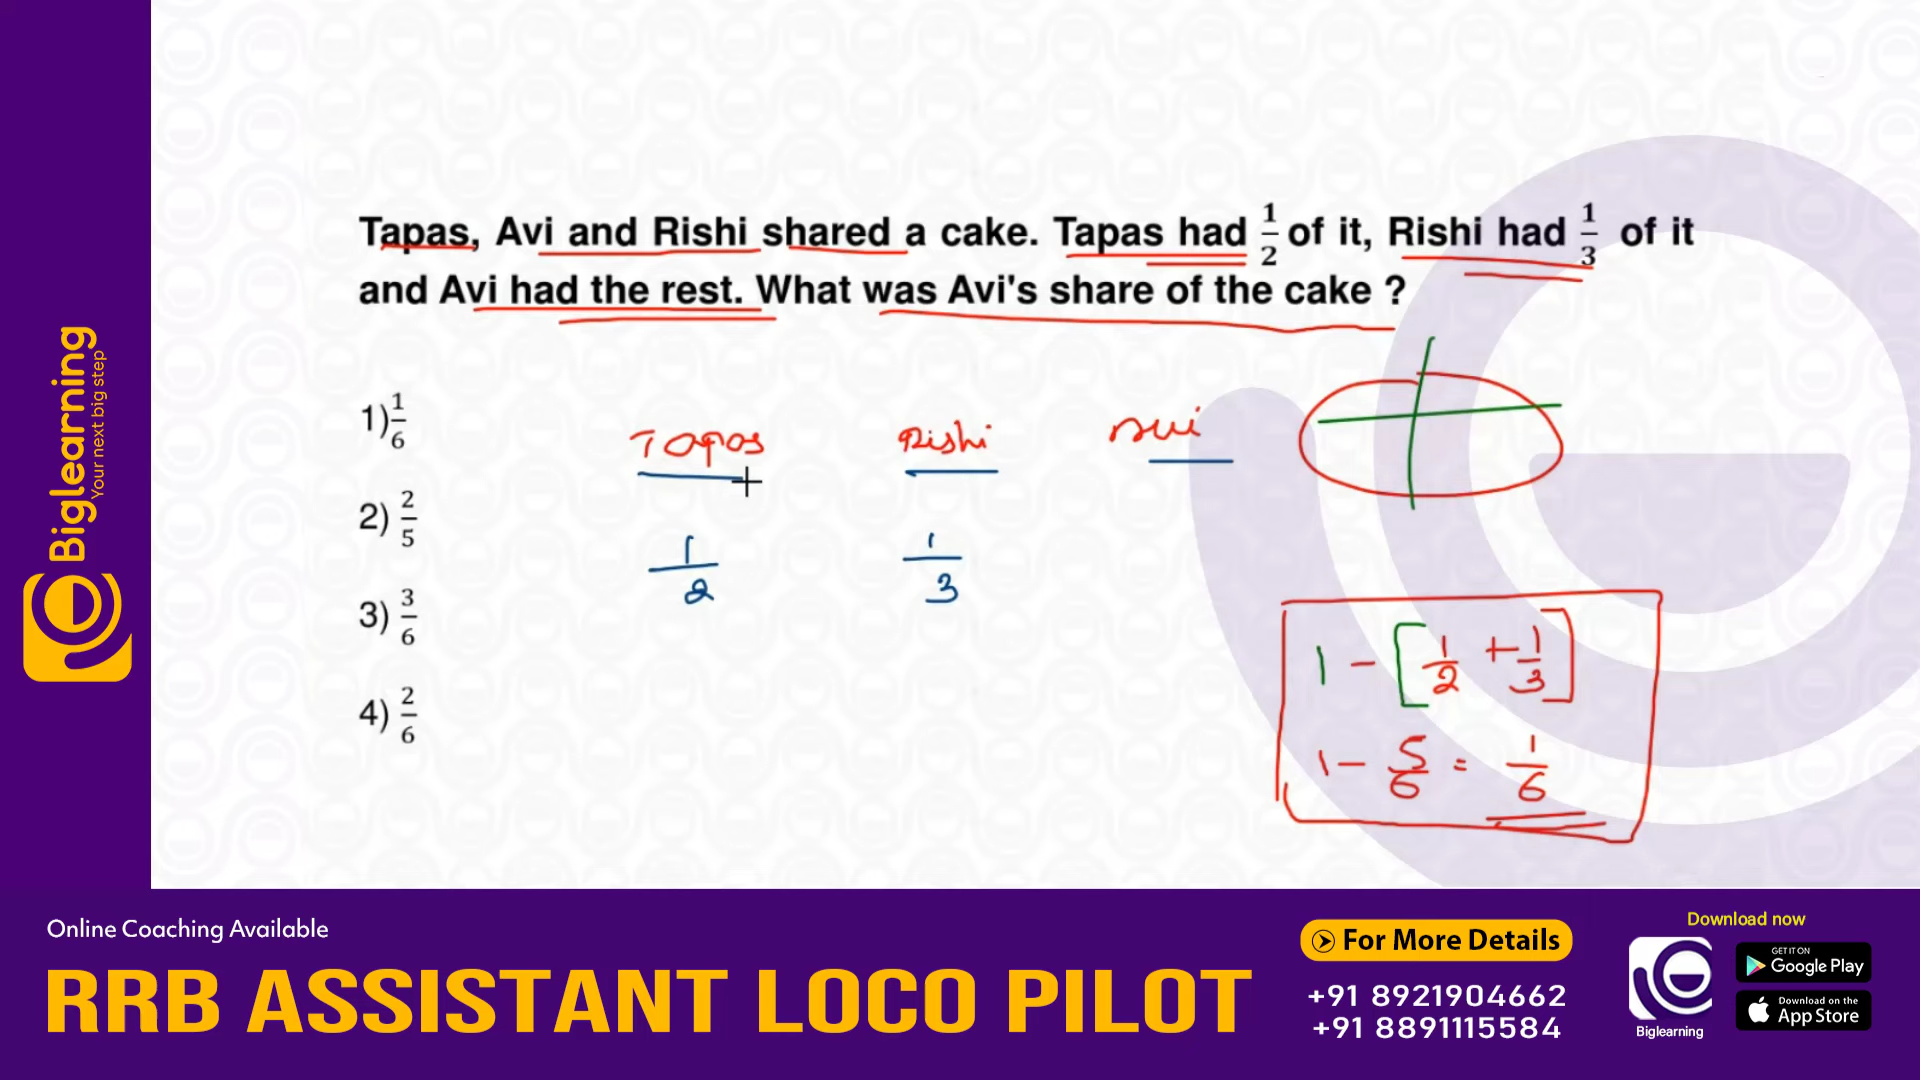 Biglearning
Your next big step
Tapas, Avi and Rishi shared a cake. Tapas had 1/2 of it, Rishi had 1/3 of it
and Avi had the rest. What was Avi's share of the cake ?
1) 1/6
2) 2/5
3) 3/6
4) 2/6
Tapas Rishi Avi
1/2 1/3
1 - [1/2 + 1/3]
1 - 5/6 = 1/6
Online Coaching Available
RRB ASSISTANT LOCO PILOT
For More Details
+91 8921904662
+91 8891115584
Download now
Biglearning
GET IT ON
Google Play
Download on the
App Store